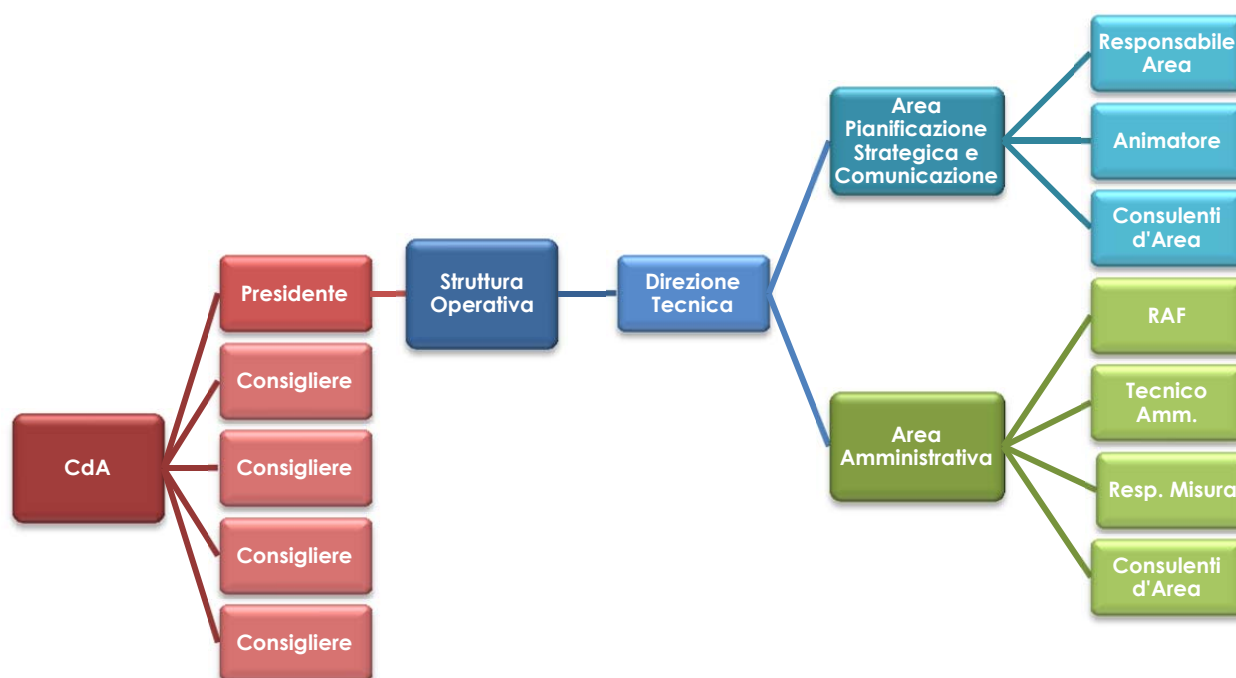 CdA
Presidente
Consigliere
Consigliere
Consigliere
Consigliere
Struttura
Operativa
Direzione
Tecnica
Area
Pianificazione
Strategica e
Comunicazione
Responsabile
Area
Animatore
Consulenti
d'Area
Area
Amministrativa
RAF
Tecnico
Amm.
Resp. Misura
Consulenti
d'Area